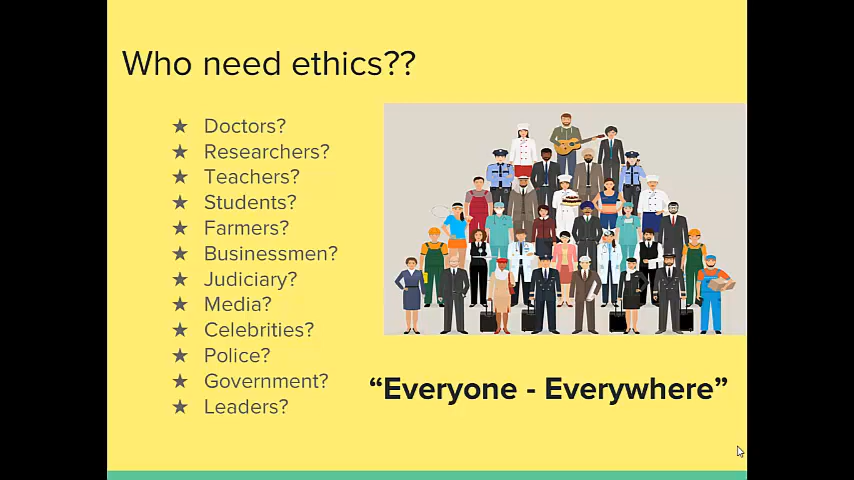 Who need ethics??
★ Doctors?
★ Researchers?
★ Teachers?
★ Students?
★ Farmers?
★ Businessmen?
★ Judiciary?
★ Media?
★ Celebrities?
★ Police?
★ Government?
★ Leaders?
“Everyone - Everywhere”